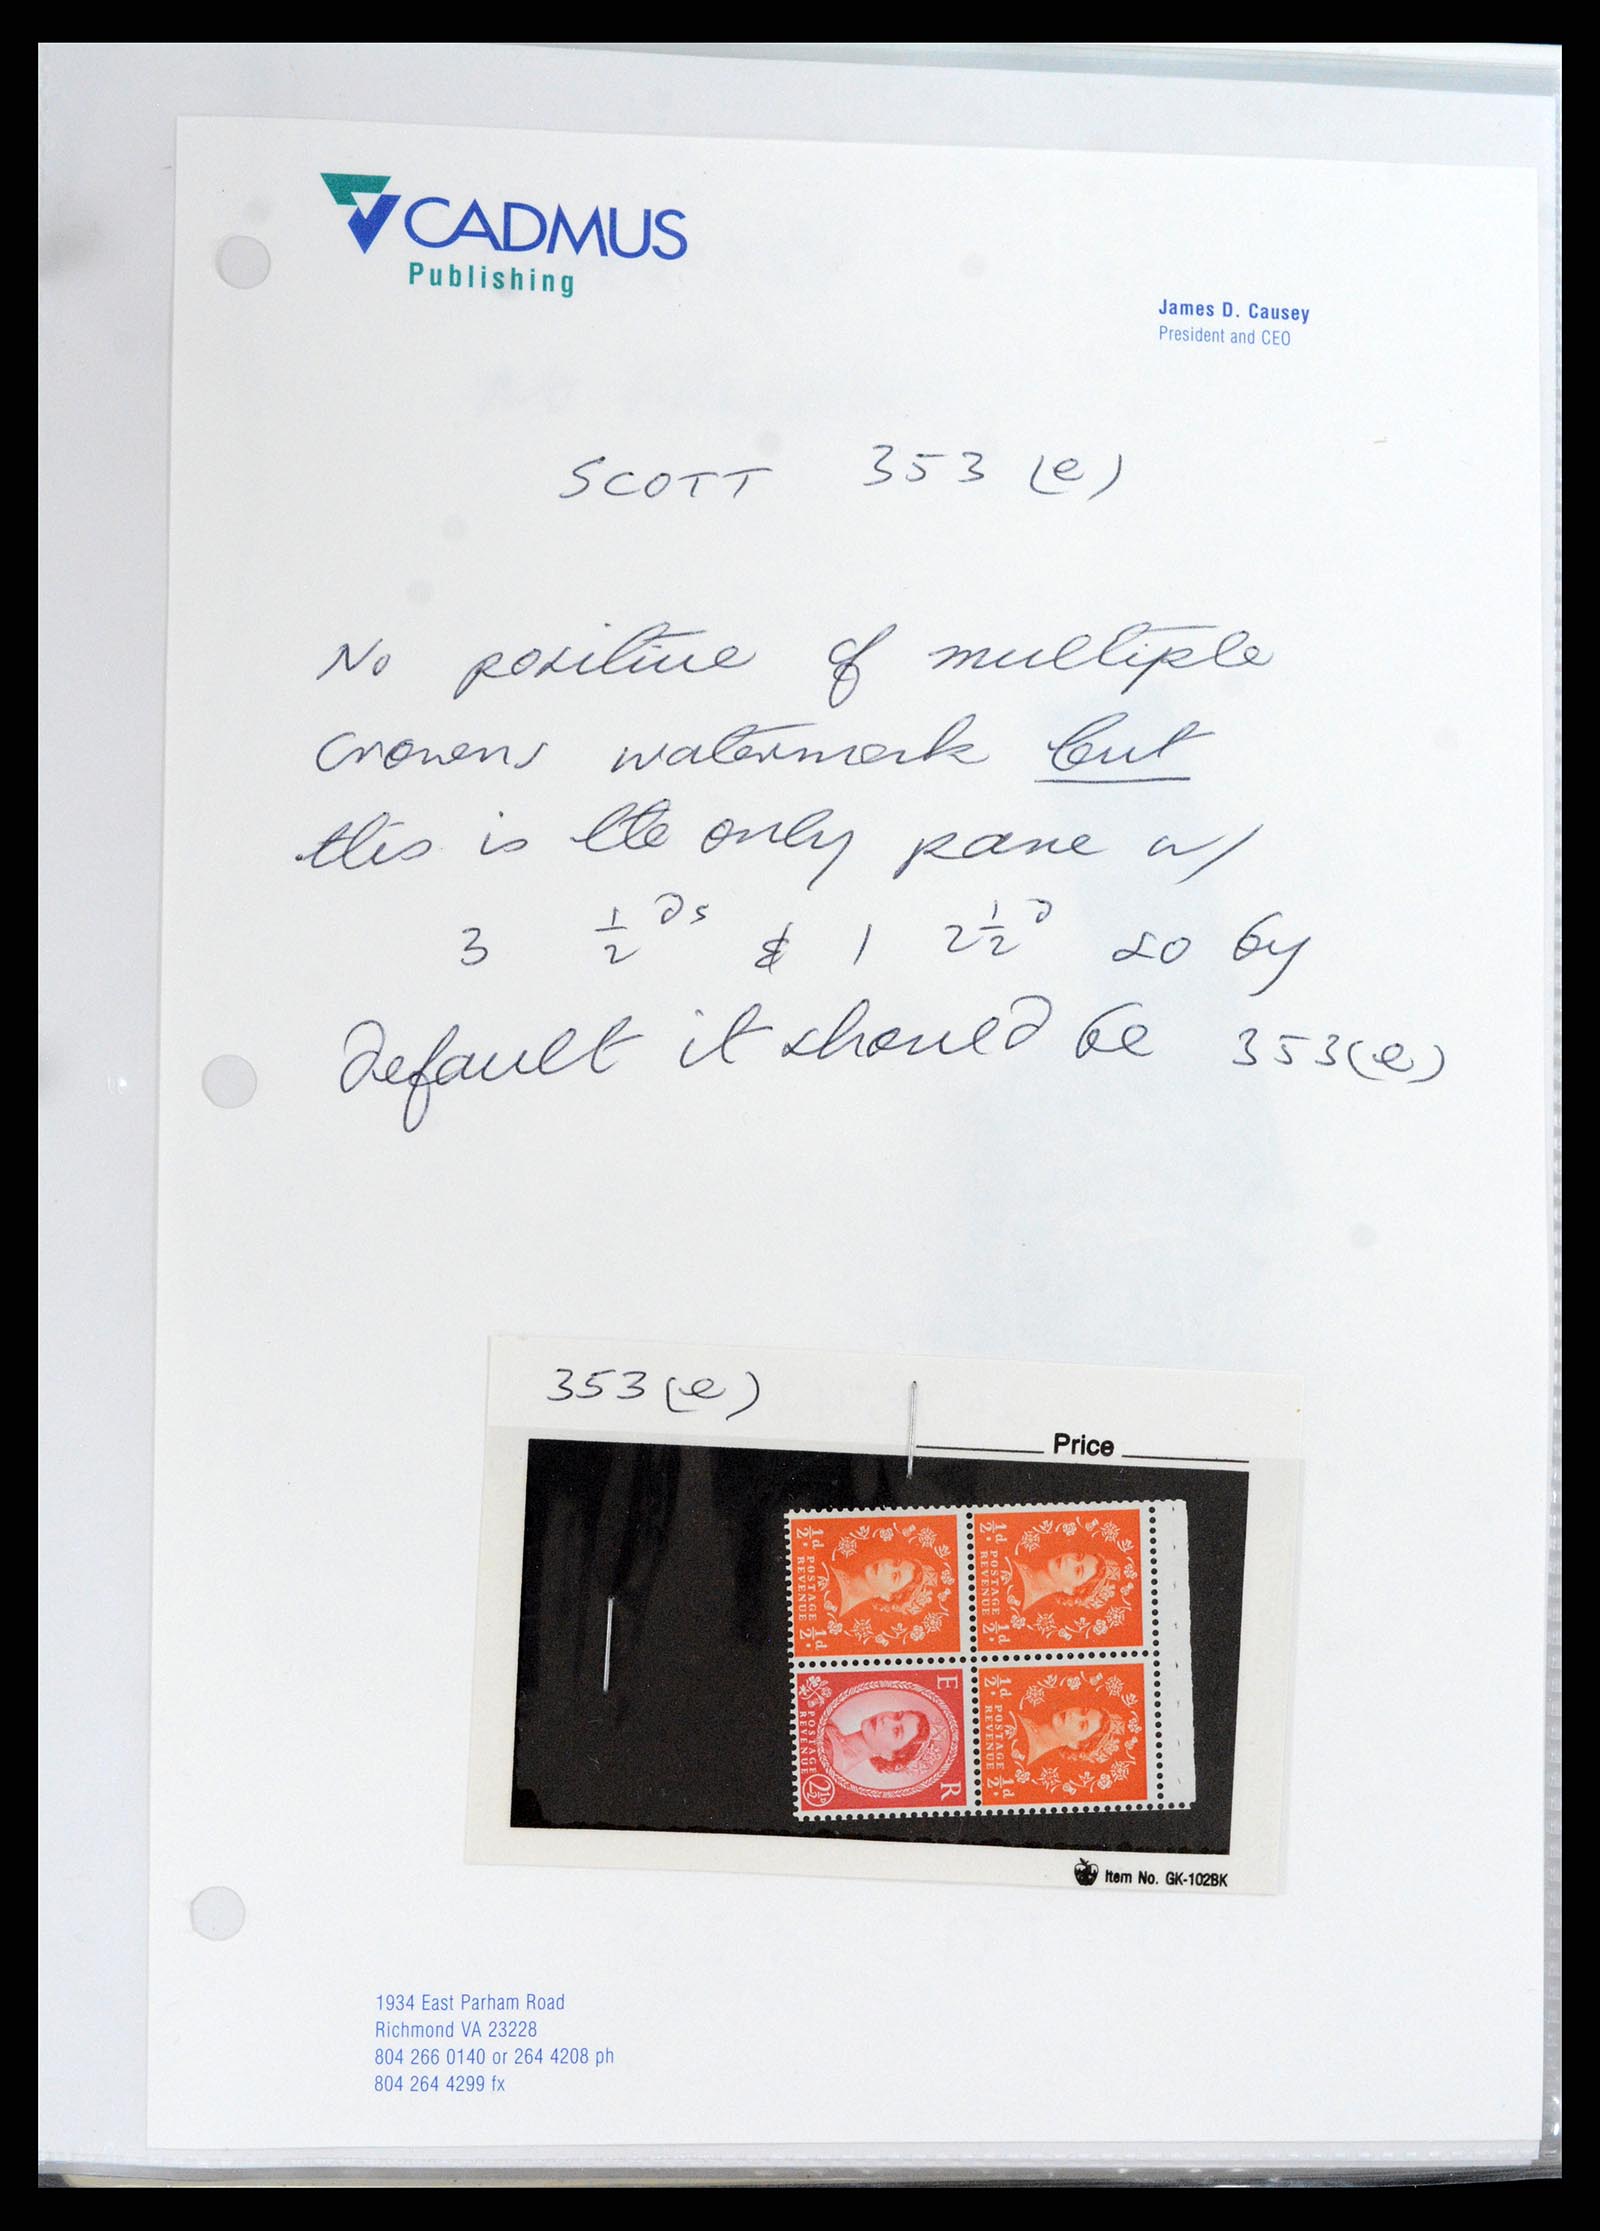 CADMUS
Publishing
James D. Causey
President and CEO
SCOTT 353 (e)
No positive of multiple
crowns watermark but
this is the only pane w/
3 ½ ds & 1 2½ d so by
default it should be 353(e)
353(e)
Price
½d POSTAGE REVENUE ½d
½d POSTAGE REVENUE ½d
E R POSTAGE REVENUE 2½D
½d POSTAGE REVENUE ½d
Item No. GK-102BK
1934 East Parham Road
Richmond VA 23228
804 266 0140 or 264 4208 ph
804 264 4299 fx